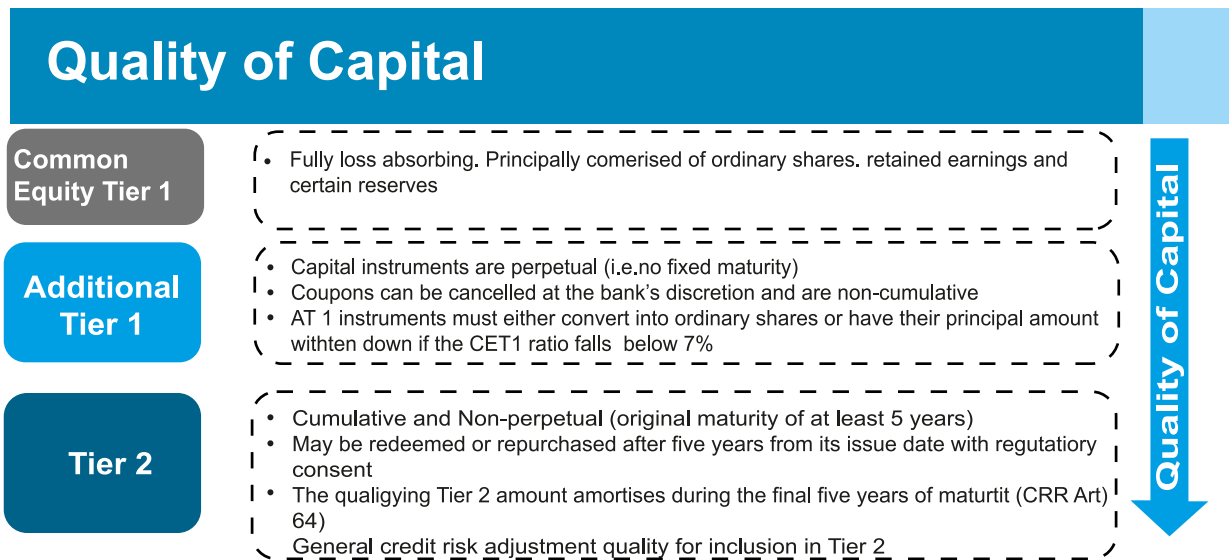 Quality of Capital
Common
Equity Tier 1
• Fully loss absorbing. Principally comerised of ordinary shares. retained earnings and
certain reserves
Additional
Tier 1
• Capital instruments are perpetual (i.e.no fixed maturity)
• Coupons can be cancelled at the bank's discretion and are non-cumulative
• AT 1 instruments must either convert into ordinary shares or have their principal amount
withten down if the CET1 ratio falls below 7%
Tier 2
• Cumulative and Non-perpetual (original maturity of at least 5 years)
• May be redeemed or repurchased after five years from its issue date with regutatiory
consent
• The qualigying Tier 2 amount amortises during the final five years of maturtit (CRR Art)
64)
General credit risk adjustment quality for inclusion in Tier 2
Quality of Capital